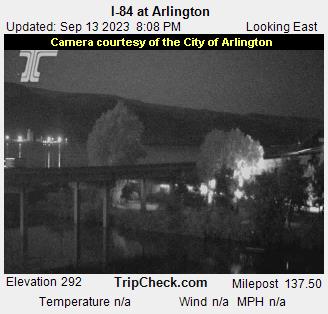 I-84 at Arlington
Updated: Sep 13 2023 8:08 PM Looking East
Camera courtesy of the City of Arlington
Elevation 292 TripCheck.com Milepost 137.50
Temperature n/a Wind n/a MPH n/a